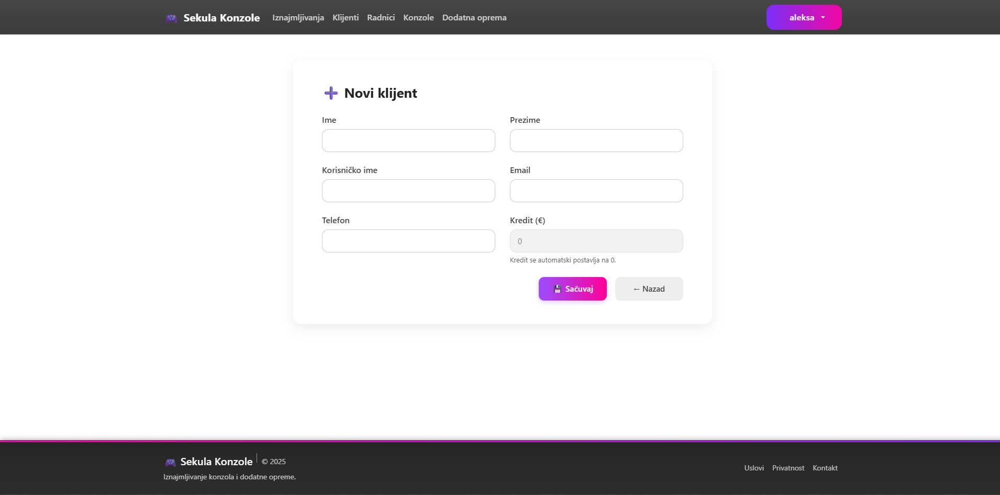 Sekula Konzole Iznajmljivanja Klijenti Radnici Konzole Dodatna oprema aleksa
Novi klijent
Ime Prezime
Korisničko ime Email
Telefon Kredit (€)
0
Kredit se automatski postavlja na 0.
Sačuvaj ← Nazad
Sekula Konzole © 2025
Iznajmljivanje konzola i dodatne opreme.
Uslovi Privatnost Kontakt